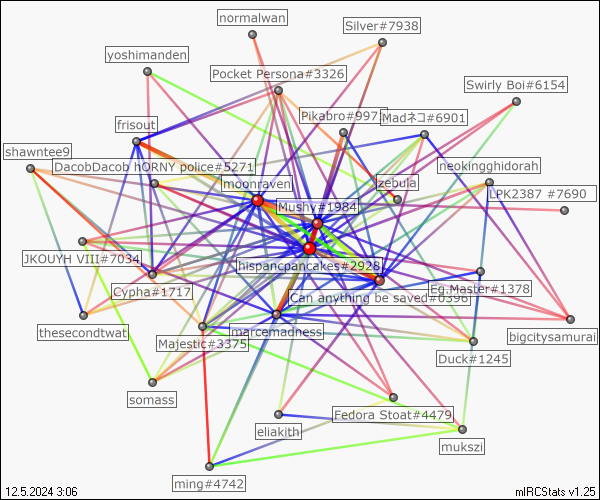 normalwan
Silver#7938
yoshimanden
Pocket Persona#3326
Swirly Boi#6154
frisout
Pikabro#997
Madネコ#6901
shawntee9
DacobDacob hORNY police#5271
neokingghidorah
moonraven
zebula
LPK2387 #7690
Mushy#1984
JKOUYH VIII#7034
hispancpancakes#2928
Cypha#1717
Can anything be saved#0396
Eg.Master#1378
thesecondtwat
marcemadness
bigcitysamurai
Majestic#3375
Duck#1245
somass
Fedora Stoat#4479
eliakith
mukszi
ming#4742
12.5.2024 3:06
mIRCStats v1.25